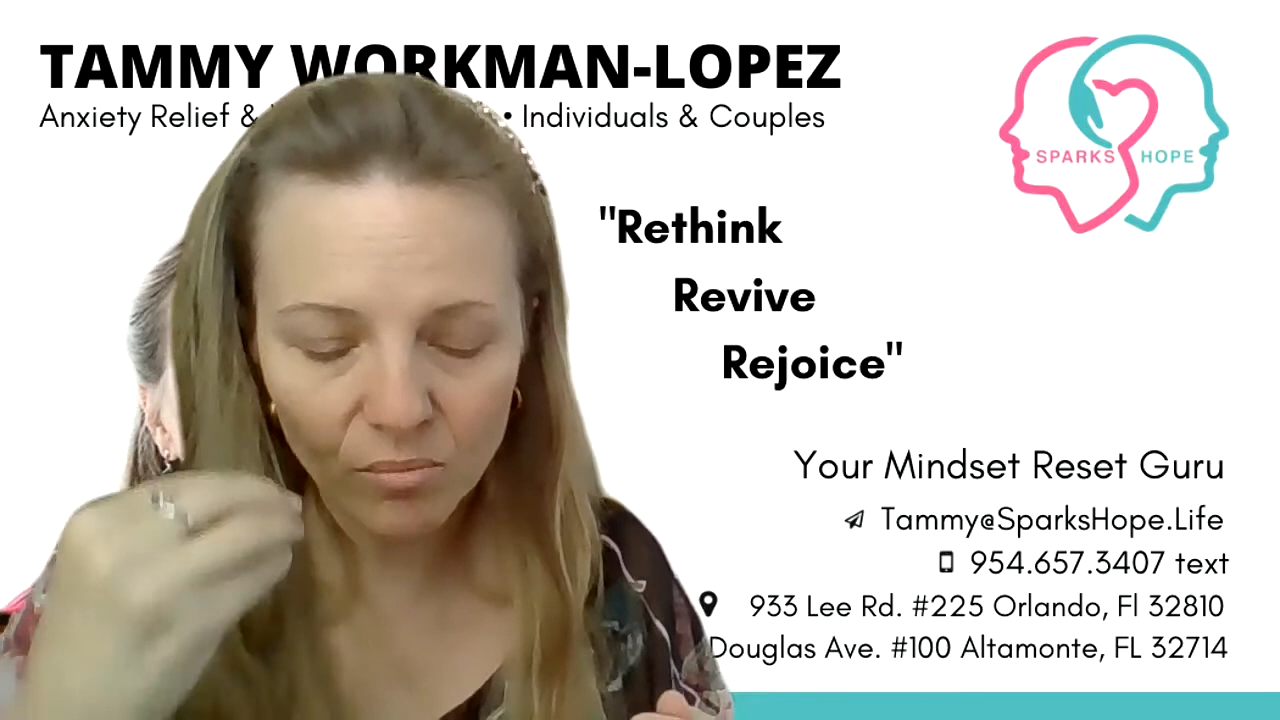 TAMMY WORKMAN-LOPEZ
Anxiety Relief & • Individuals & Couples
SPARKS HOPE
"Rethink
Revive
Rejoice"
Your Mindset Reset Guru
Tammy@SparksHope.Life
954.657.3407 text
933 Lee Rd. #225 Orlando, Fl 32810
Douglas Ave. #100 Altamonte, FL 32714